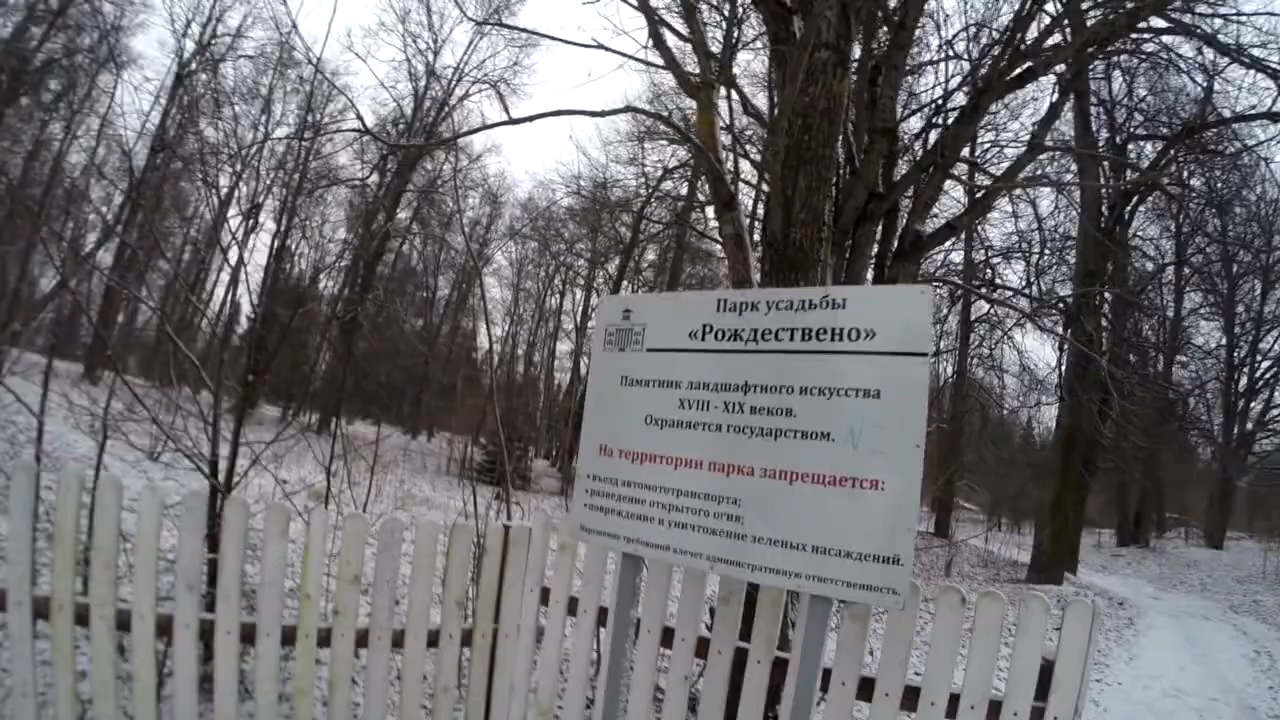 Парк усадьбы
«Рождествено»
Памятник ландшафтного искусства
XVIII - XIX веков.
Охраняется государством.
На территории парка запрещается:
•въезд автомототранспорта;
•разведение открытого огня;
•повреждение и уничтожение зеленых насаждений.
Нарушение требований влечет административную ответственность.